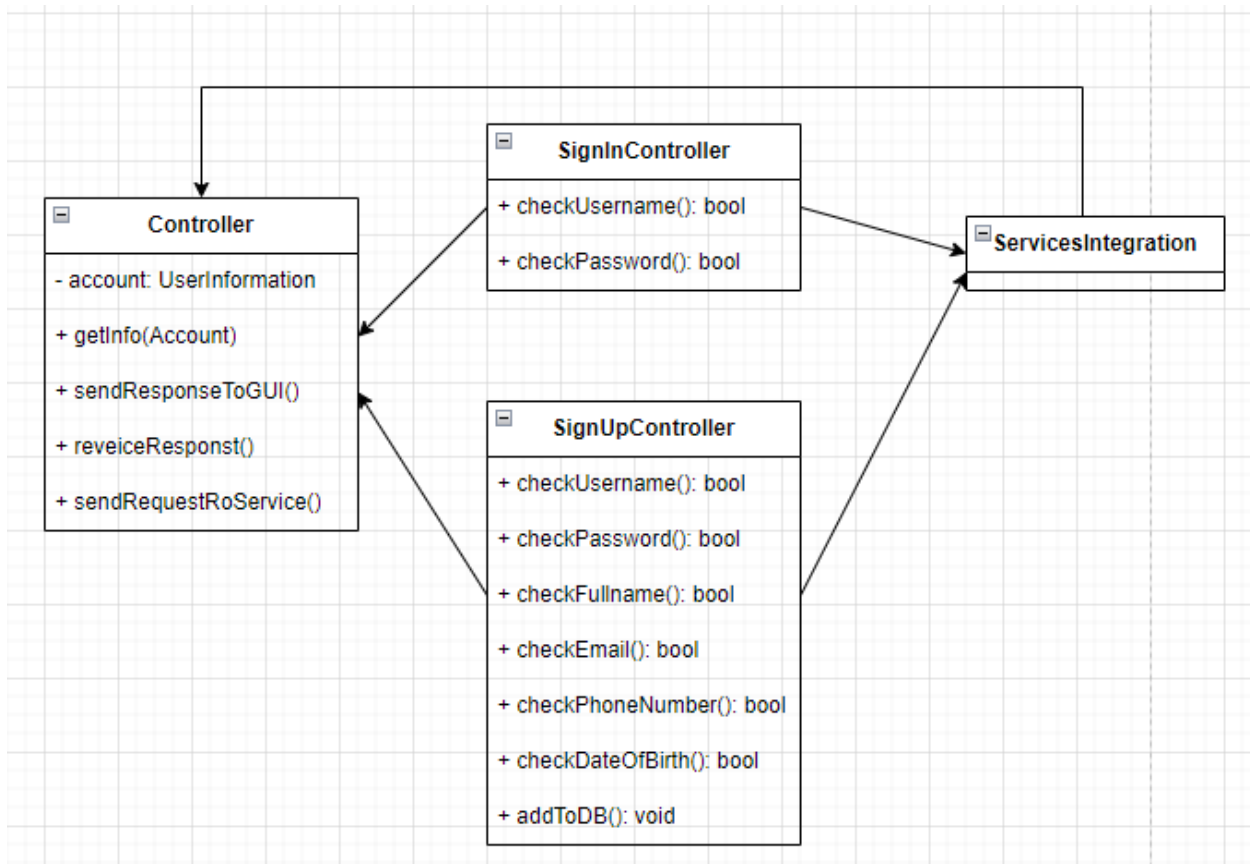 Controller
- account: UserInformation
+ getInfo(Account)
+ sendResponseToGUI()
+ reveiceResponst()
+ sendRequestRoService()
SignInController
+ checkUsername(): bool
+ checkPassword(): bool
SignUpController
+ checkUsername(): bool
+ checkPassword(): bool
+ checkFullname(): bool
+ checkEmail(): bool
+ checkPhoneNumber(): bool
+ checkDateOfBirth(): bool
+ addToDB(): void
ServicesIntegration